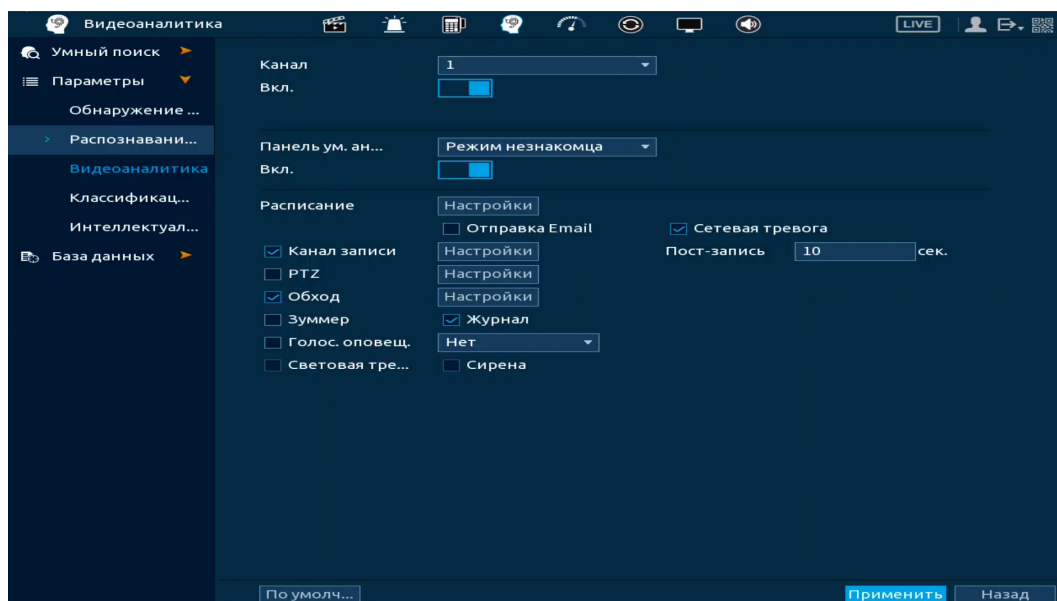 Видеоаналитика LIVE
Умный поиск
Параметры
Обнаружение ...
Распознавани...
Видеоаналитика
Классификац...
Интеллектуал...
База данных
Канал 1
Вкл.
Панель ум. ан... Режим незнакомца
Вкл.
Расписание Настройки
Отправка Email Сетевая тревога
Канал записи Настройки Пост-запись 10 сек.
PTZ Настройки
Обход Настройки
Зуммер Журнал
Голос. оповещ. Нет
Световая тре... Сирена
По умолч... Применить Назад